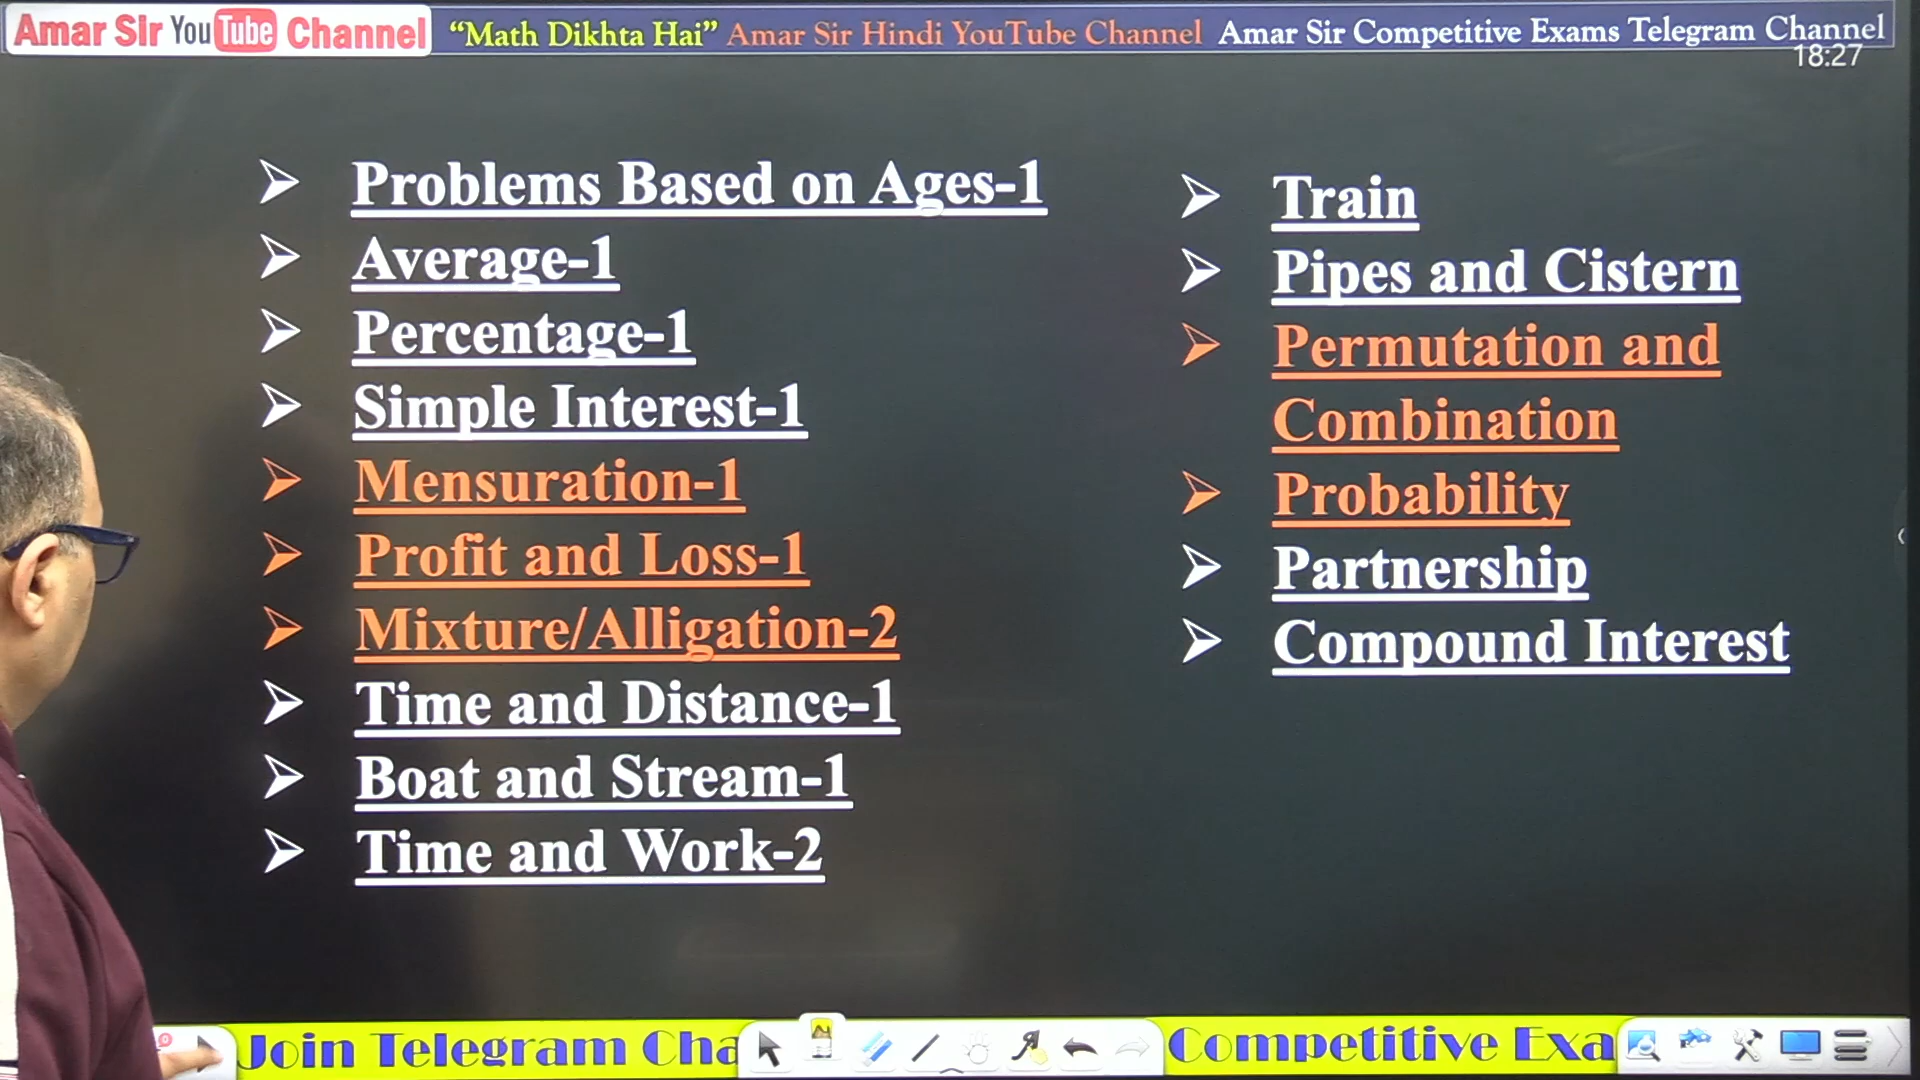 Amar Sir YouTube Channel "Math Dikhta Hai" Amar Sir Hindi YouTube Channel Amar Sir Competitive Exams Telegram Channel
18:27
Problems Based on Ages-1
Average-1
Percentage-1
Simple Interest-1
Mensuration-1
Profit and Loss-1
Mixture/Alligation-2
Time and Distance-1
Boat and Stream-1
Time and Work-2
Train
Pipes and Cistern
Permutation and
Combination
Probability
Partnership
Compound Interest
Join Telegram Cha
Competitive Exa